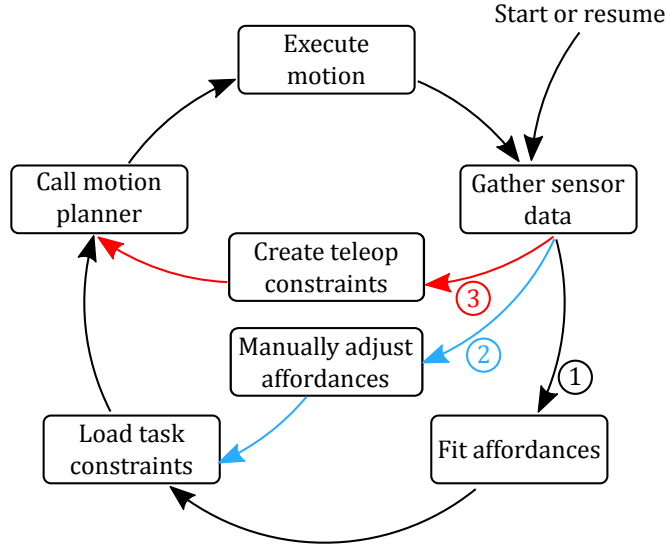 Start or resume
Execute
motion
Call motion
planner
Gather sensor
data
Create teleop
constraints
3
Manually adjust
affordances
2
1
Load task
constraints
Fit affordances